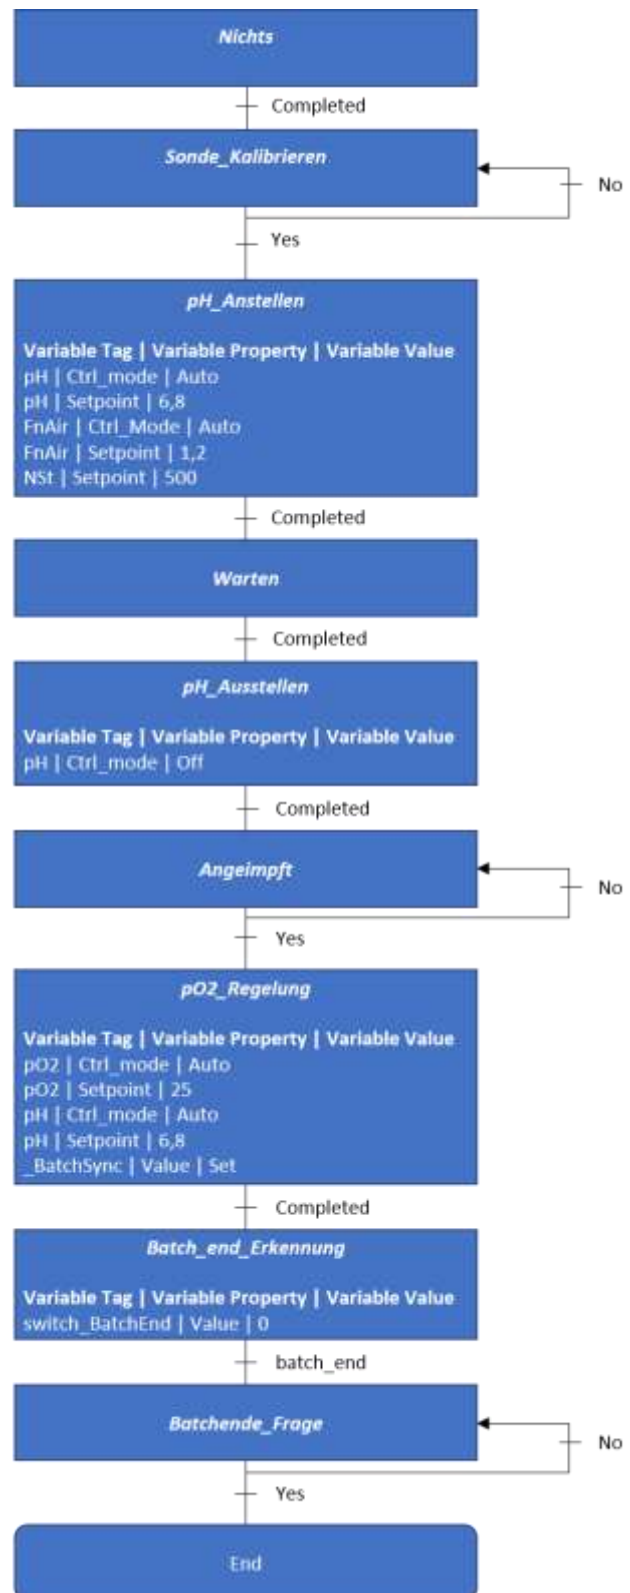 Nichts
Completed
Sonde_Kalibrieren
No
Yes
pH_Anstellen
Variable Tag | Variable Property | Variable Value
pH | Ctrl_mode | Auto
pH | Setpoint | 6,8
FnAir | Ctrl_Mode | Auto
FnAir | Setpoint | 1,2
NSt | Setpoint | 500
Completed
Warten
Completed
pH_Ausstellen
Variable Tag | Variable Property | Variable Value
pH | Ctrl_mode | Off
Completed
Angeimpft
No
Yes
pO2_Regelung
Variable Tag | Variable Property | Variable Value
pO2 | Ctrl_mode | Auto
pO2 | Setpoint | 25
pH | Ctrl_mode | Auto
pH | Setpoint | 6,8
_BatchSync | Value | Set
Completed
Batch_end_Erkennung
Variable Tag | Variable Property | Variable Value
switch_BatchEnd | Value | 0
batch_end
Batchende_Frage
No
Yes
End